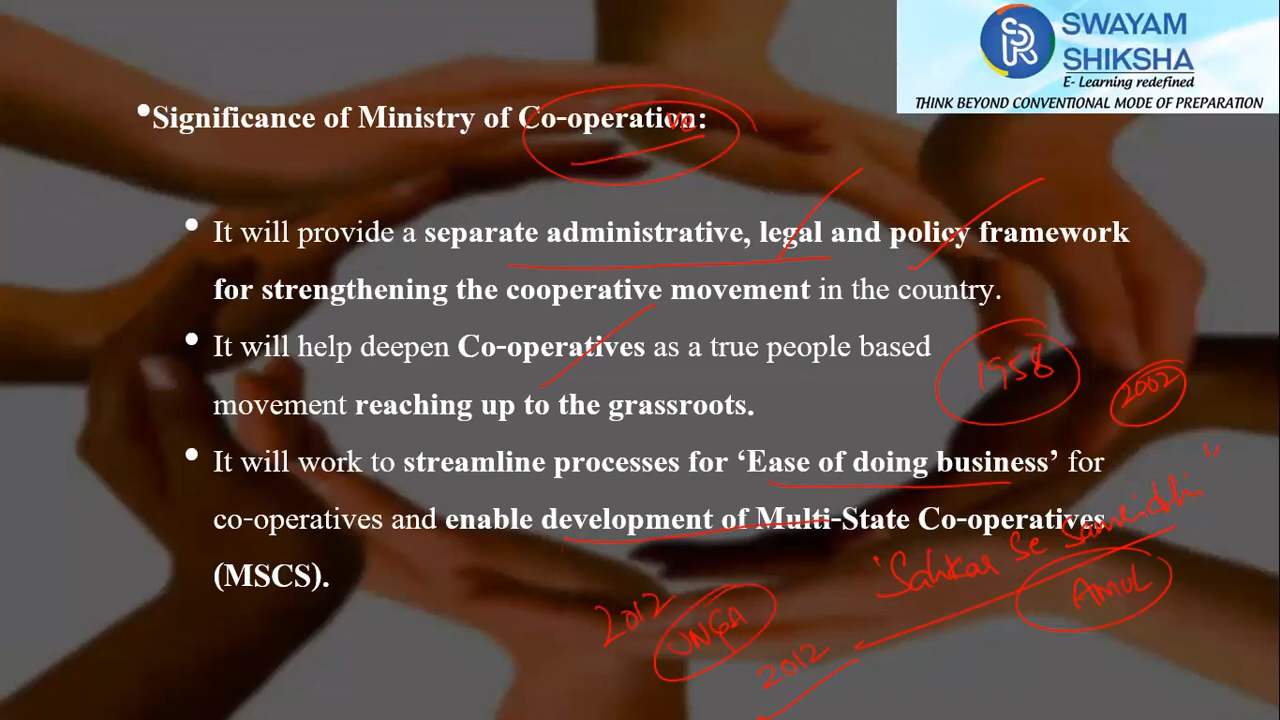 SWAYAM
SHIKSHA
E- Learning redefined
THINK BEYOND CONVENTIONAL MODE OF PREPARATION
•Significance of Ministry of Co-operative:
ve
• It will provide a separate administrative, legal and policy framework
for strengthening the cooperative movement in the country.
• It will help deepen Co-operatives as a true people based
movement reaching up to the grassroots.
1958
2002
• It will work to streamline processes for ‘Ease of doing business’ for
co-operatives and enable development of Multi-State Co-operatives
(MSCS).
"Sahkar Se Samridhi"
AMUL
2012
UNGA
2012